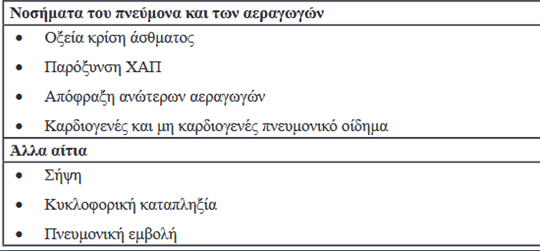 Νοσήματα του πνεύμονα και των αεραγωγών
• Οξεία κρίση άσθματος
• Παρόξυνση ΧΑΠ
• Απόφραξη ανώτερων αεραγωγών
• Καρδιογενές και μη καρδιογενές πνευμονικό οίδημα
Άλλα αίτια
• Σήψη
• Κυκλοφορική καταπληξία
• Πνευμονική εμβολή